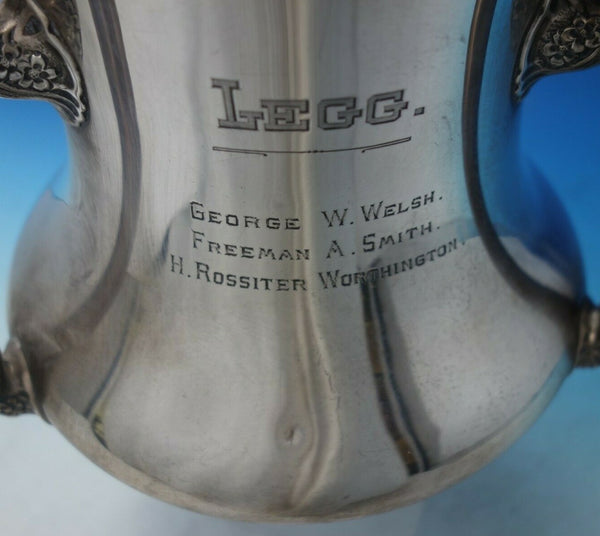 LEGG.
GEORGE W. WELSH.
FREEMAN A. SMITH.
H. ROSSITER WORTHINGTON.